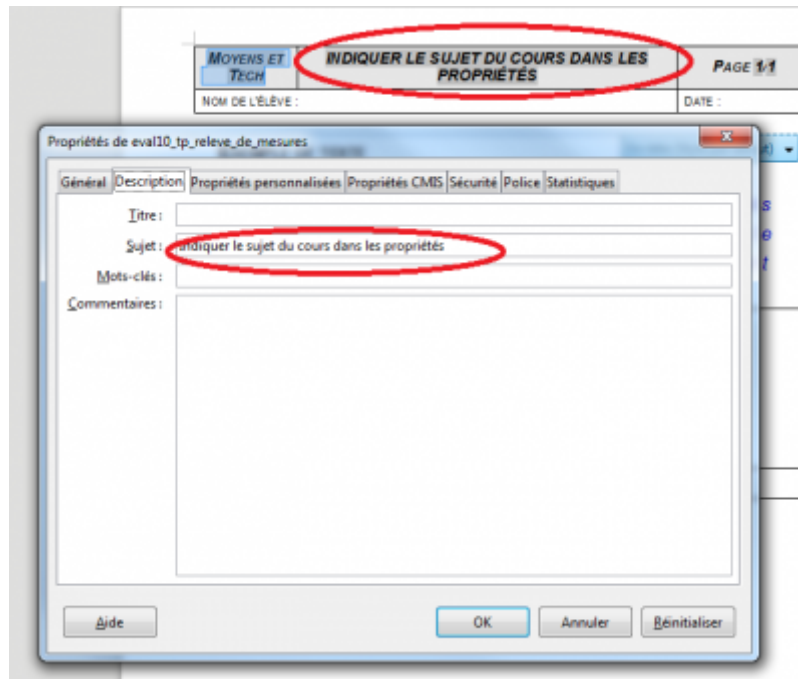 MOYENS ET TECH
INDIQUER LE SUJET DU COURS DANS LES PROPRIÉTÉS
PAGE 1/1
NOM DE L'ÉLÈVE :
DATE :
Propriétés de eval10_tp_releve_de_mesures
Général Description Propriétés personnalisées Propriétés CMIS Sécurité Police Statistiques
Titre :
Sujet : Indiquer le sujet du cours dans les propriétés
Mots-clés :
Commentaires :
Aide OK Annuler Réinitialiser